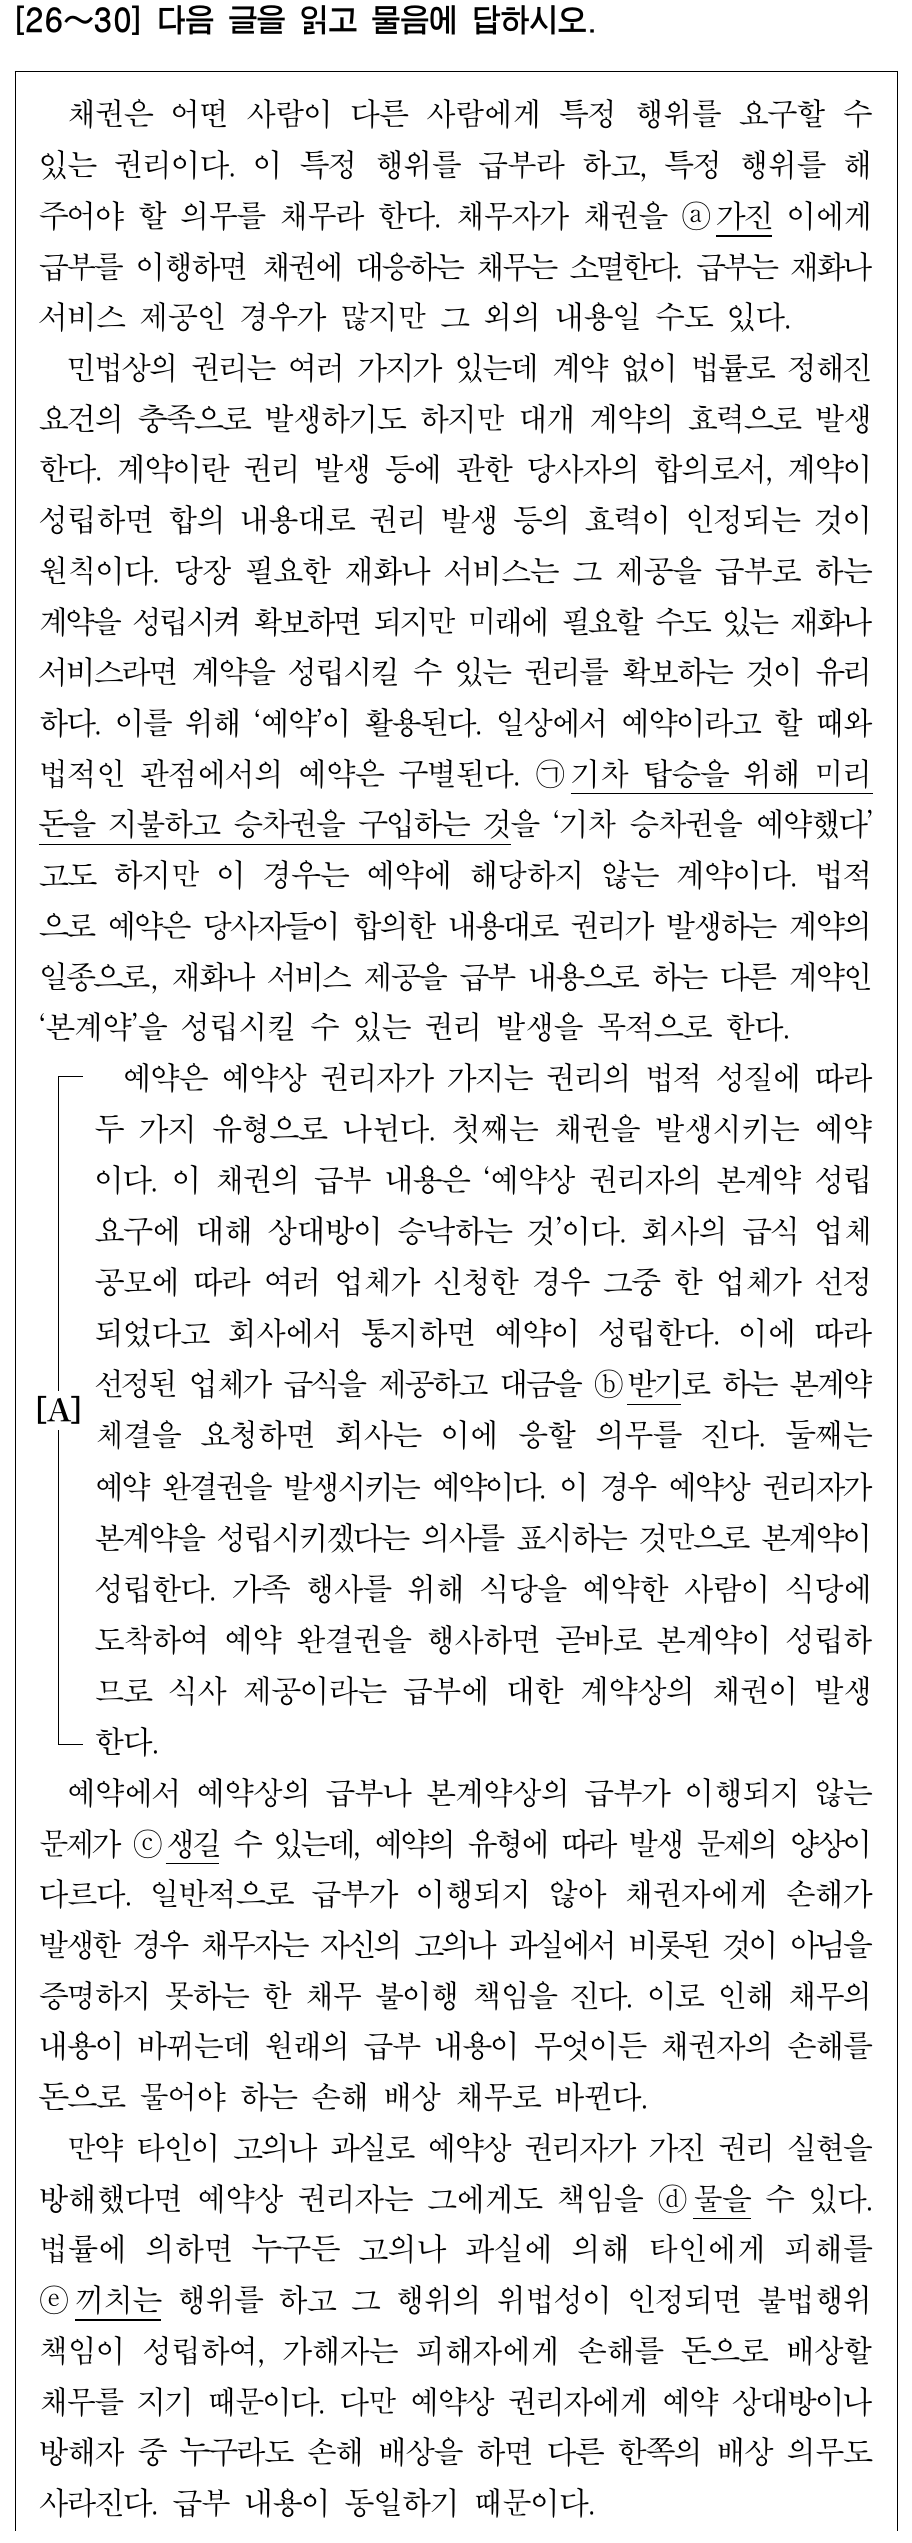 [26~30] 다음 글을 읽고 물음에 답하시오.
채권은 어떤 사람이 다른 사람에게 특정 행위를 요구할 수
있는 권리이다. 이 특정 행위를 급부라 하고, 특정 행위를 해
주어야 할 의무를 채무라 한다. 채무자가 채권을 ⓐ가진 이에게
급부를 이행하면 채권에 대응하는 채무는 소멸한다. 급부는 재화나
서비스 제공인 경우가 많지만 그 외의 내용일 수도 있다.
민법상의 권리는 여러 가지가 있는데 계약 없이 법률로 정해진
요건의 충족으로 발생하기도 하지만 대개 계약의 효력으로 발생
한다. 계약이란 권리 발생 등에 관한 당사자의 합의로서, 계약이
성립하면 합의 내용대로 권리 발생 등의 효력이 인정되는 것이
원칙이다. 당장 필요한 재화나 서비스는 그 제공을 급부로 하는
계약을 성립시켜 확보하면 되지만 미래에 필요할 수도 있는 재화나
서비스라면 계약을 성립시킬 수 있는 권리를 확보하는 것이 유리
하다. 이를 위해 ‘예약’이 활용된다. 일상에서 예약이라고 할 때와
법적인 관점에서의 예약은 구별된다. ㉠기차 탑승을 위해 미리
돈을 지불하고 승차권을 구입하는 것을 ‘기차 승차권을 예약했다’
고도 하지만 이 경우는 예약에 해당하지 않는 계약이다. 법적
으로 예약은 당사자들이 합의한 내용대로 권리가 발생하는 계약의
일종으로, 재화나 서비스 제공을 급부 내용으로 하는 다른 계약인
‘본계약’을 성립시킬 수 있는 권리 발생을 목적으로 한다.
예약은 예약상 권리자가 가지는 권리의 법적 성질에 따라
두 가지 유형으로 나뉜다. 첫째는 채권을 발생시키는 예약
이다. 이 채권의 급부 내용은 ‘예약상 권리자의 본계약 성립
요구에 대해 상대방이 승낙하는 것’이다. 회사의 급식 업체
공모에 따라 여러 업체가 신청한 경우 그중 한 업체가 선정
되었다고 회사에서 통지하면 예약이 성립한다. 이에 따라
선정된 업체가 급식을 제공하고 대금을 ⓑ받기로 하는 본계약
[A]
체결을 요청하면 회사는 이에 응할 의무를 진다. 둘째는
예약 완결권을 발생시키는 예약이다. 이 경우 예약상 권리자가
본계약을 성립시키겠다는 의사를 표시하는 것만으로 본계약이
성립한다. 가족 행사를 위해 식당을 예약한 사람이 식당에
도착하여 예약 완결권을 행사하면 곧바로 본계약이 성립하
므로 식사 제공이라는 급부에 대한 계약상의 채권이 발생
한다.
예약에서 예약상의 급부나 본계약상의 급부가 이행되지 않는
문제가 ⓒ생길 수 있는데, 예약의 유형에 따라 발생 문제의 양상이
다르다. 일반적으로 급부가 이행되지 않아 채권자에게 손해가
발생한 경우 채무자는 자신의 고의나 과실에서 비롯된 것이 아님을
증명하지 못하는 한 채무 불이행 책임을 진다. 이로 인해 채무의
내용이 바뀌는데 원래의 급부 내용이 무엇이든 채권자의 손해를
돈으로 물어야 하는 손해 배상 채무로 바뀐다.
만약 타인이 고의나 과실로 예약상 권리자가 가진 권리 실현을
방해했다면 예약상 권리자는 그에게도 책임을 ⓓ물을 수 있다.
법률에 의하면 누구든 고의나 과실에 의해 타인에게 피해를
ⓔ끼치는 행위를 하고 그 행위의 위법성이 인정되면 불법행위
책임이 성립하여, 가해자는 피해자에게 손해를 돈으로 배상할
채무를 지기 때문이다. 다만 예약상 권리자에게 예약 상대방이나
방해자 중 누구라도 손해 배상을 하면 다른 한쪽의 배상 의무도
사라진다. 급부 내용이 동일하기 때문이다.